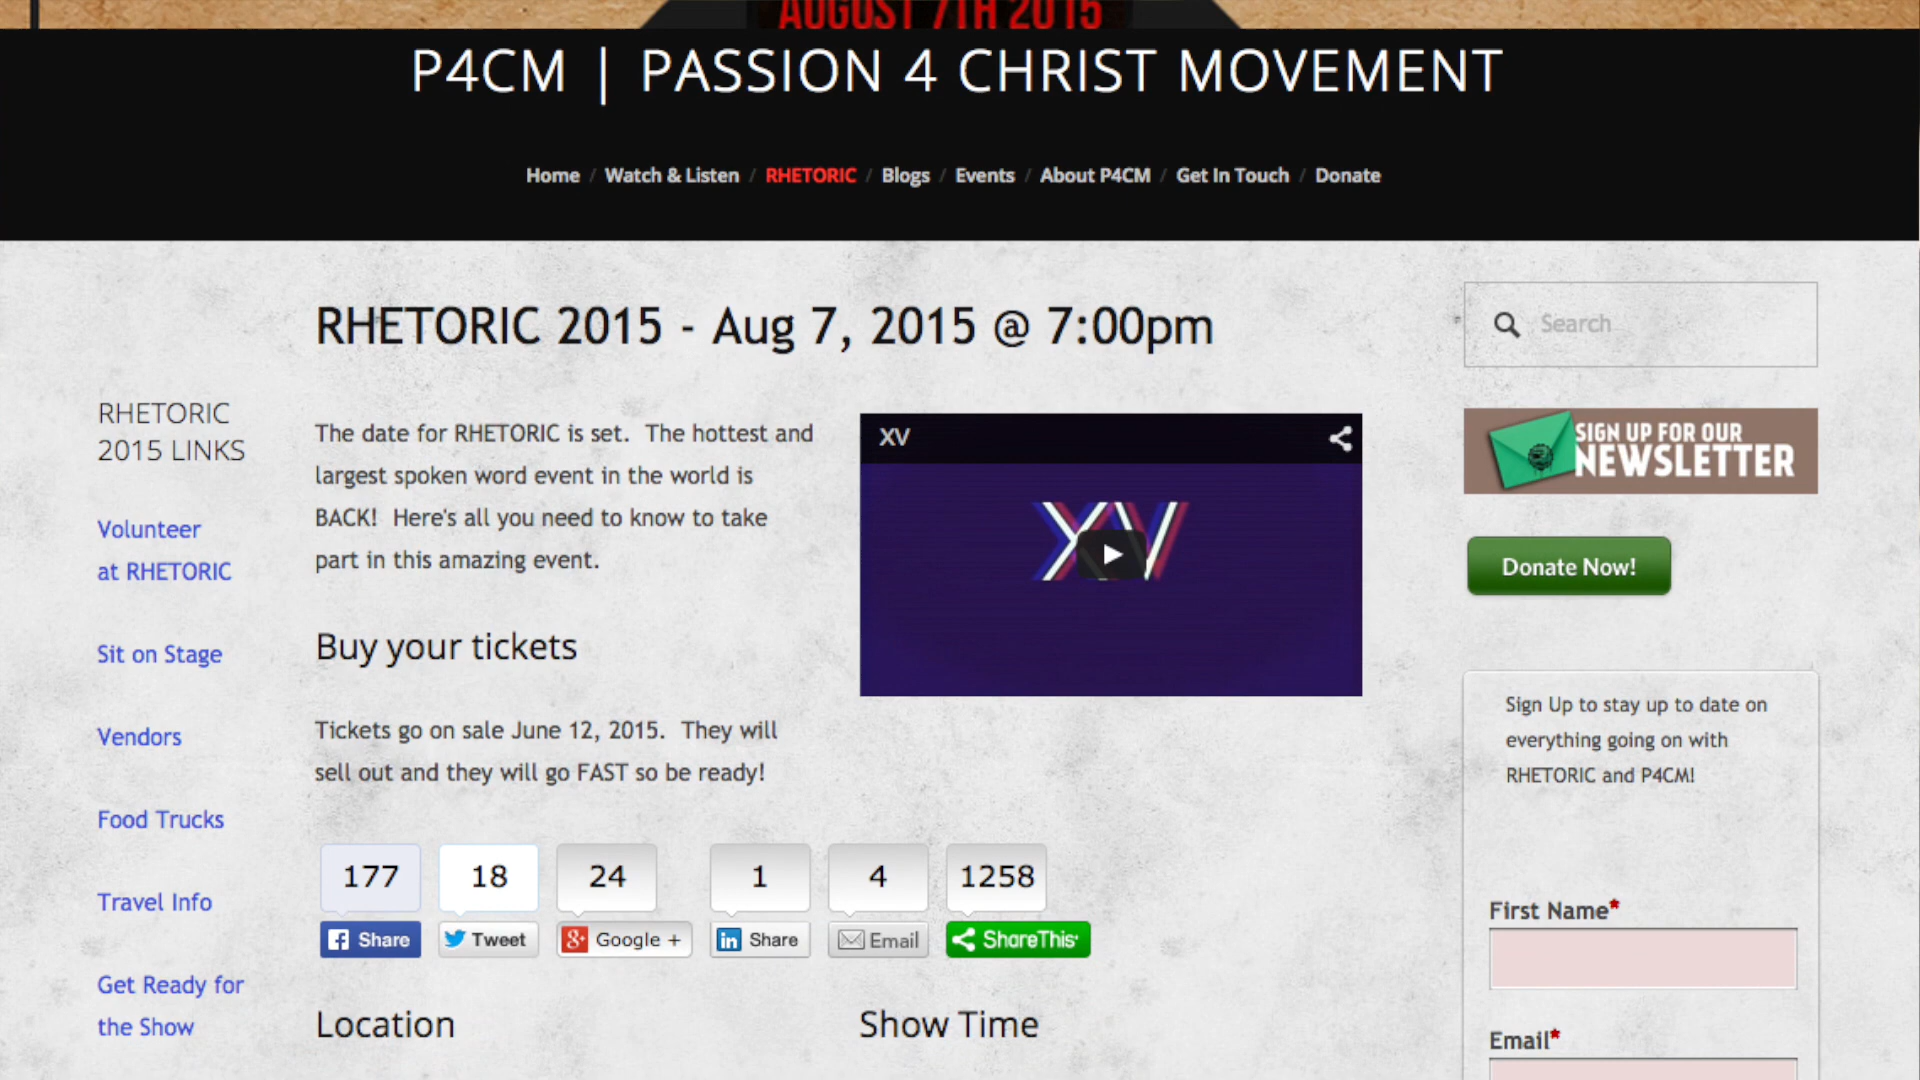 AUGUST 7TH 2015
P4CM | PASSION 4 CHRIST MOVEMENT
Home / Watch & Listen / RHETORIC / Blogs / Events / About P4CM / Get In Touch / Donate
RHETORIC 2015 - Aug 7, 2015 @ 7:00pm
RHETORIC
2015 LINKS
Volunteer
at RHETORIC
Sit on Stage
Vendors
Food Trucks
Travel Info
Get Ready for
the Show
The date for RHETORIC is set.  The hottest and
largest spoken word event in the world is
BACK!  Here's all you need to know to take
part in this amazing event.
Buy your tickets
Tickets go on sale June 12, 2015.  They will
sell out and they will go FAST so be ready!
XV
XV
177 18 24 1 4 1258
Share Tweet Google + Share Email ShareThis
Location
Show Time
Search
SIGN UP FOR OUR
NEWSLETTER
Donate Now!
Sign Up to stay up to date on
everything going on with
RHETORIC and P4CM!
First Name*
Email*